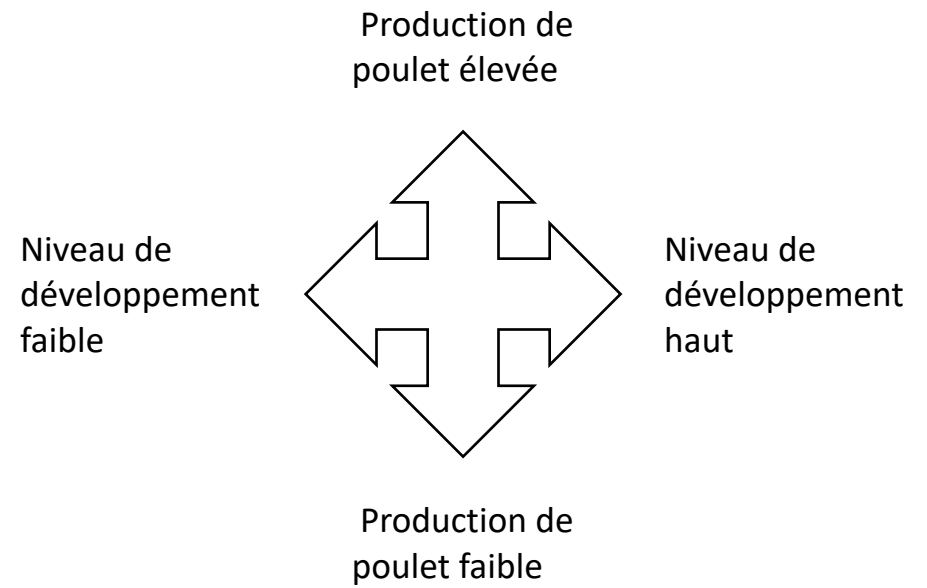 Production de
poulet élevée
Niveau de
développement
faible
Niveau de
développement
haut
Production de
poulet faible